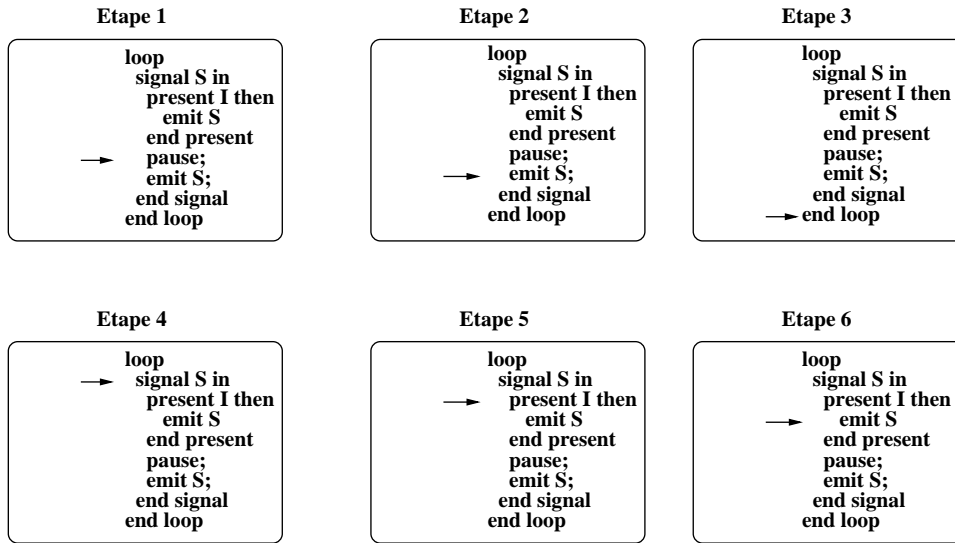 Etape 1
loop
signal S in
present I then
emit S
end present
pause;
emit S;
end signal
end loop
Etape 2
loop
signal S in
present I then
emit S
end present
pause;
emit S;
end signal
end loop
Etape 3
loop
signal S in
present I then
emit S
end present
pause;
emit S;
end signal
end loop
Etape 4
loop
signal S in
present I then
emit S
end present
pause;
emit S;
end signal
end loop
Etape 5
loop
signal S in
present I then
emit S
end present
pause;
emit S;
end signal
end loop
Etape 6
loop
signal S in
present I then
emit S
end present
pause;
emit S;
end signal
end loop